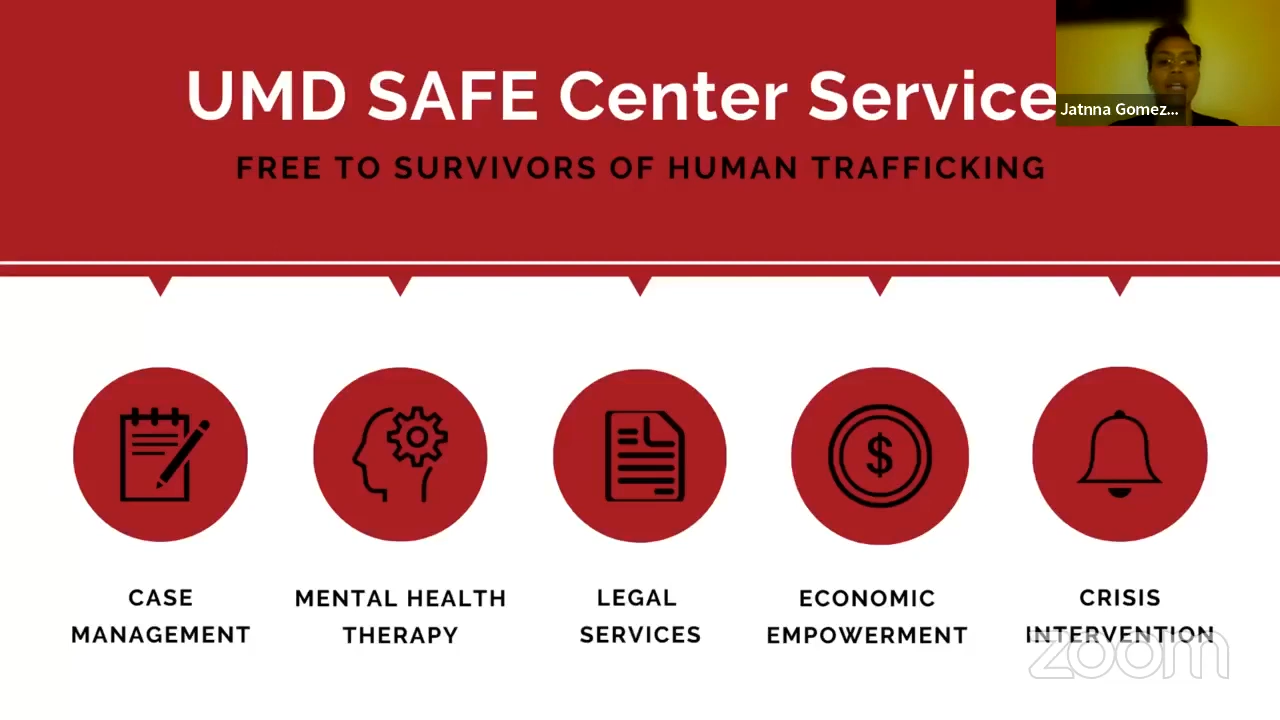 UMD SAFE Center Service
Jatnna Gomez...
FREE TO SURVIVORS OF HUMAN TRAFFICKING
CASE
MANAGEMENT
MENTAL HEALTH
THERAPY
LEGAL
SERVICES
ECONOMIC
EMPOWERMENT
CRISIS
INTERVENTION
zoom